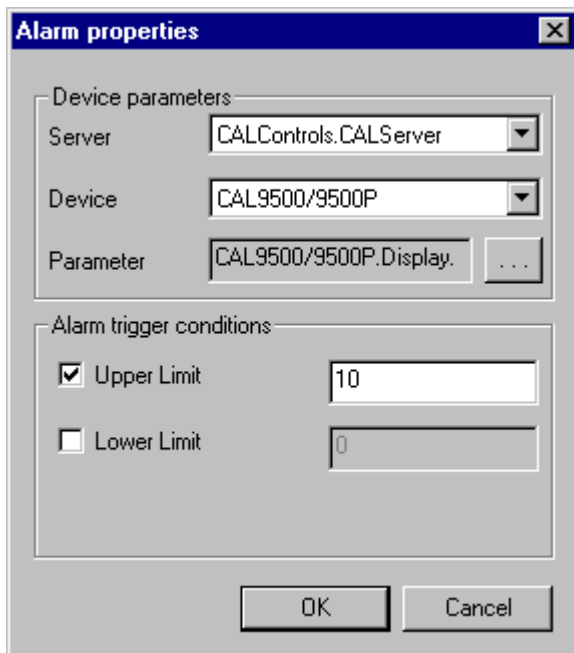 Alarm properties
Device parameters
Server CALControls.CALServer
Device CAL9500/9500P
Parameter CAL9500/9500P.Display. ...
Alarm trigger conditions
Upper Limit 10
Lower Limit 0
OK Cancel